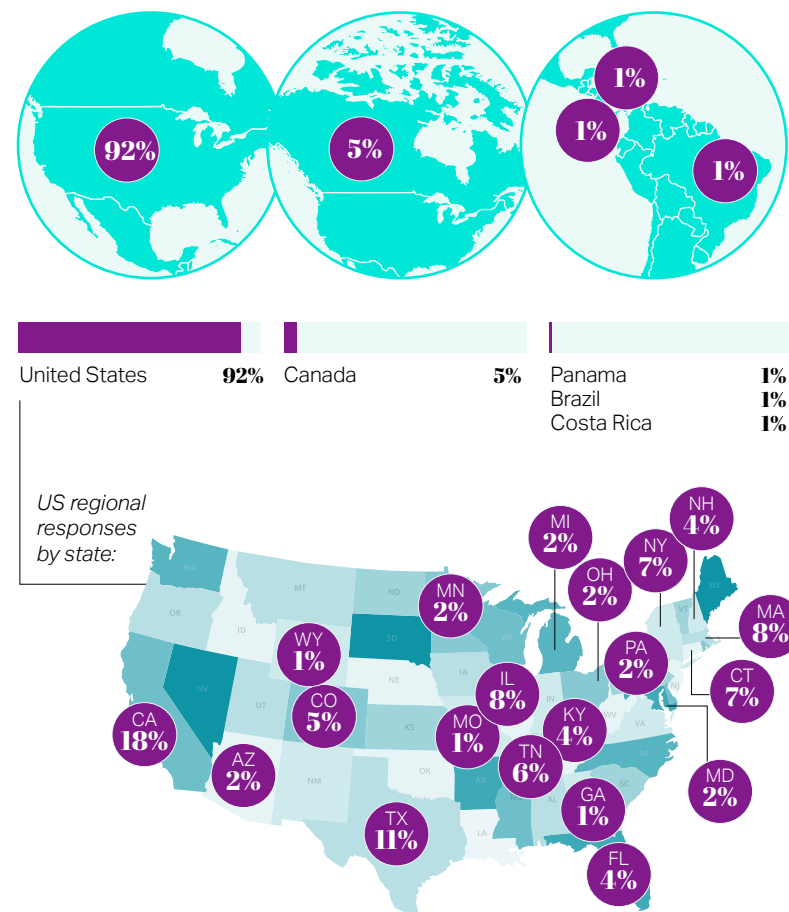 92%
5%
1%
1%
1%
United States 92%
Canada 5%
Panama 1%
Brazil 1%
Costa Rica 1%
US regional
responses
by state:
MI
2%
NH
4%
NY
7%
OH
2%
MN
2%
MA
8%
WY
1%
PA
2%
CT
7%
IL
8%
CO
5%
MO
1%
KY
4%
CA
18%
TN
6%
AZ
2%
MD
2%
GA
1%
TX
11%
FL
4%
WA
OR
ID
MT
ND
SD
NE
NV
UT
KS
NM
OK
IA
WI
IN
WV
VA
NC
SC
AR
MS
AL
LA
NJ
VT
ME